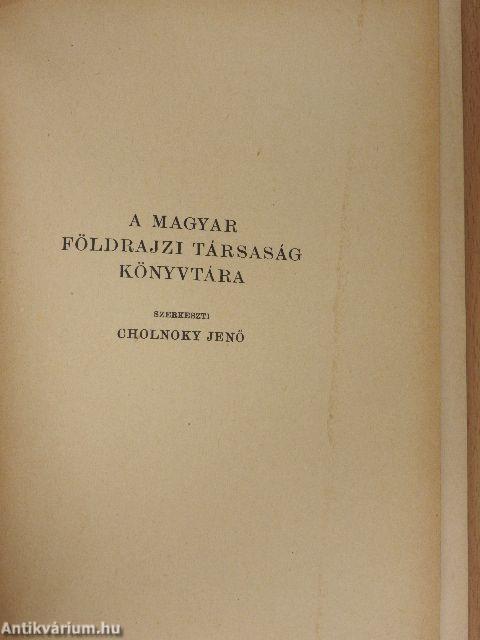 A MAGYAR
FÖLDRAJZI TÁRSASÁG
KÖNYVTÁRA
SZERKESZTI
CHOLNOKY JENŐ
Antikvárium.hu